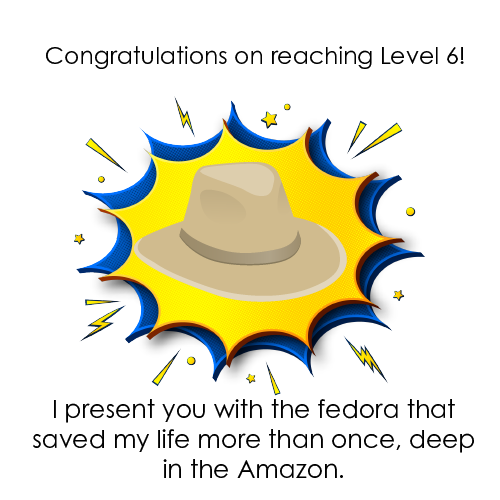 Congratulations on reaching Level 6!
I present you with the fedora that
saved my life more than once, deep
in the Amazon.